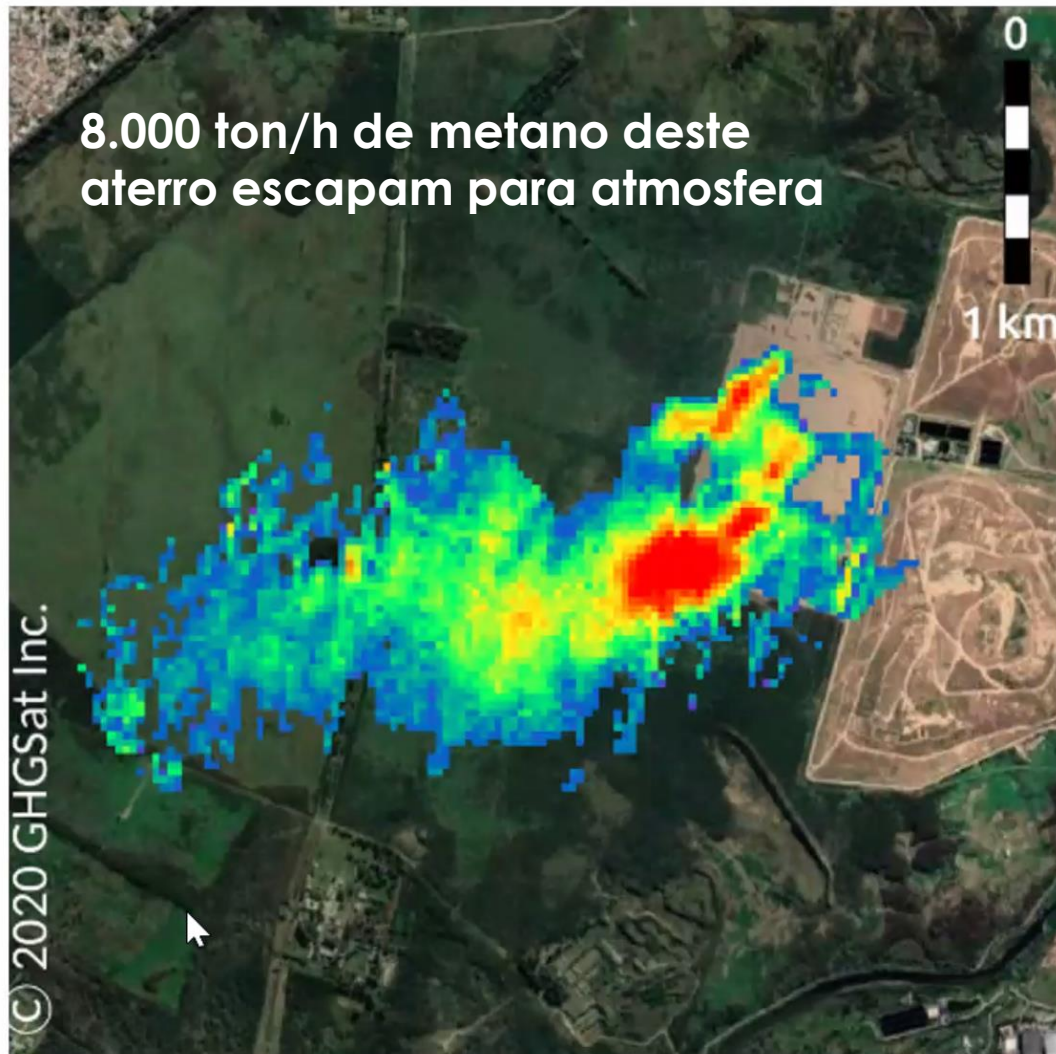 0
8.000 ton/h de metano deste
aterro escapam para atmosfera
1 km
© 2020 GHGSat Inc.